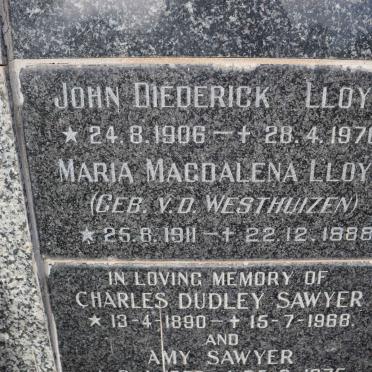 JOHN DIEDERICK LLOY
★ 24.8.1906 — ✝ 28.4.197
MARIA MAGDALENA LLOY
(GEB. V.D. WESTHUIZEN)
★ 25.8.1911 — ✝ 22.12.1988
IN LOVING MEMORY OF
CHARLES DUDLEY SAWYER
★ 13-4-1890 — ✝ 15-7-1968.
AND
AMY SAWYER